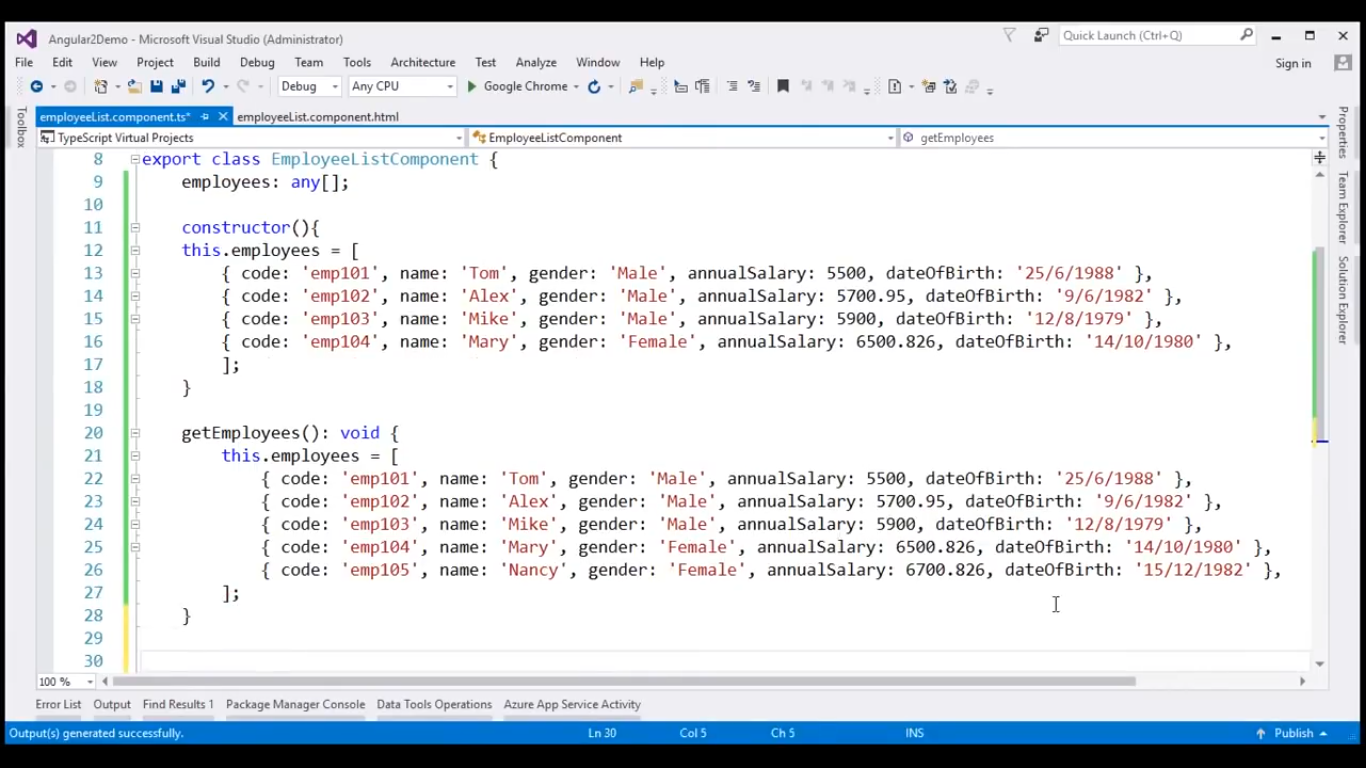 Angular2Demo - Microsoft Visual Studio (Administrator)
Quick Launch (Ctrl+Q)
File Edit View Project Build Debug Team Tools Architecture Test Analyze Window Help
Sign in
Debug Any CPU Google Chrome
employeeList.component.ts* employeeList.component.html
TypeScript Virtual Projects EmployeeListComponent getEmployees
Toolbox
Properties
Team Explorer
Solution Explorer
8 export class EmployeeListComponent {
9 employees: any[];
10
11 constructor(){
12 this.employees = [
13 { code: 'emp101', name: 'Tom', gender: 'Male', annualSalary: 5500, dateOfBirth: '25/6/1988' },
14 { code: 'emp102', name: 'Alex', gender: 'Male', annualSalary: 5700.95, dateOfBirth: '9/6/1982' },
15 { code: 'emp103', name: 'Mike', gender: 'Male', annualSalary: 5900, dateOfBirth: '12/8/1979' },
16 { code: 'emp104', name: 'Mary', gender: 'Female', annualSalary: 6500.826, dateOfBirth: '14/10/1980' },
17 ];
18 }
19
20 getEmployees(): void {
21 this.employees = [
22 { code: 'emp101', name: 'Tom', gender: 'Male', annualSalary: 5500, dateOfBirth: '25/6/1988' },
23 { code: 'emp102', name: 'Alex', gender: 'Male', annualSalary: 5700.95, dateOfBirth: '9/6/1982' },
24 { code: 'emp103', name: 'Mike', gender: 'Male', annualSalary: 5900, dateOfBirth: '12/8/1979' },
25 { code: 'emp104', name: 'Mary', gender: 'Female', annualSalary: 6500.826, dateOfBirth: '14/10/1980' },
26 { code: 'emp105', name: 'Nancy', gender: 'Female', annualSalary: 6700.826, dateOfBirth: '15/12/1982' },
27 ];
28 }
29
30
100 %
Error List Output Find Results 1 Package Manager Console Data Tools Operations Azure App Service Activity
Output(s) generated successfully. Ln 30 Col 5 Ch 5 INS Publish